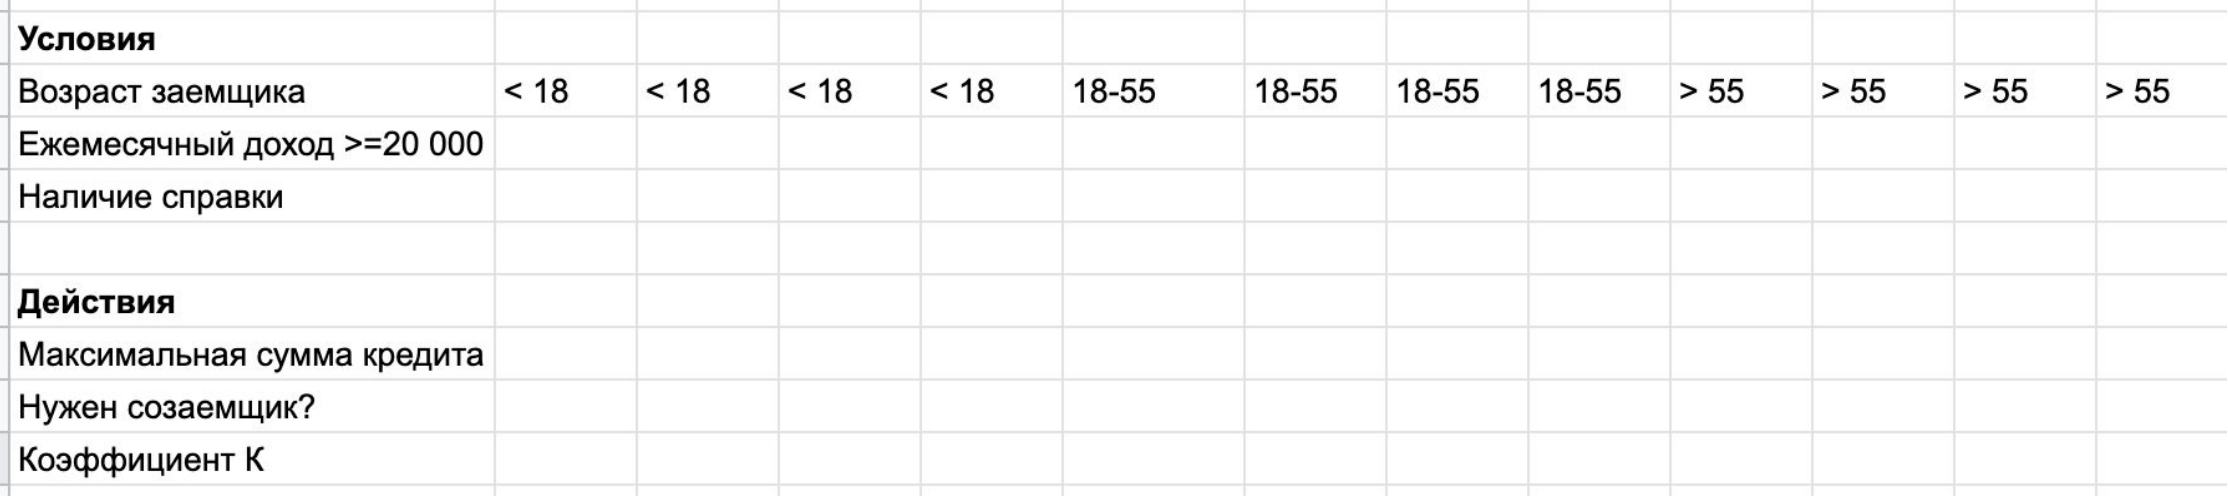 Условия
Возраст заемщика < 18 < 18 < 18 < 18 18-55 18-55 18-55 18-55 > 55 > 55 > 55 > 55
Ежемесячный доход >=20 000
Наличие справки
Действия
Максимальная сумма кредита
Нужен созаемщик?
Коэффициент К